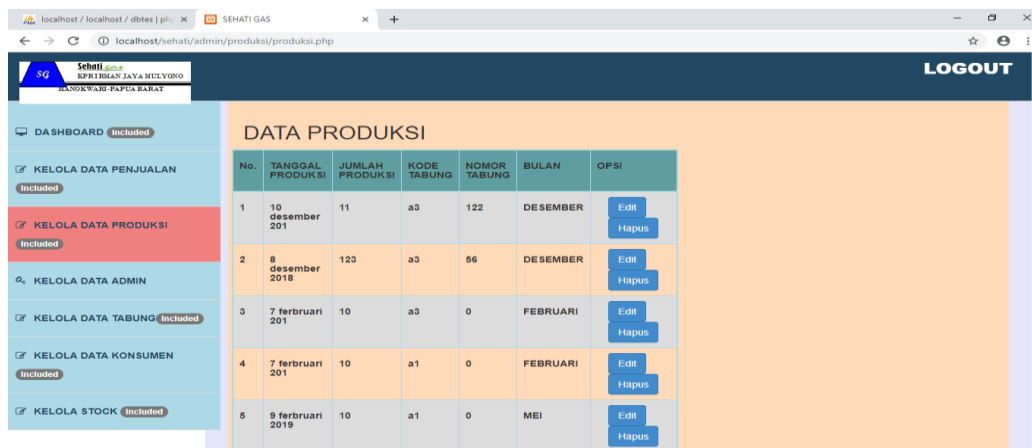 localhost / localhost / dbtes | ph
SEHATI GAS
localhost/sehati/admin/produksi/produksi.php
SG
Sehati gas
KPRIRMAN JAYA MULYONO
MANOKWARI-PAPUA BARAT
LOGOUT
DASHBOARD Included
KELOLA DATA PENJUALAN
Included
KELOLA DATA PRODUKSI
Included
KELOLA DATA ADMIN
KELOLA DATA TABUNG Included
KELOLA DATA KONSUMEN
Included
KELOLA STOCK Included
DATA PRODUKSI
No. TANGGAL PRODUKSI JUMLAH PRODUKSI KODE TABUNG NOMOR TABUNG BULAN OPSI
1 10 desember 201 11 a3 122 DESEMBER Edit Hapus
2 8 desember 2018 123 a3 56 DESEMBER Edit Hapus
3 7 ferbruari 201 10 a3 0 FEBRUARI Edit Hapus
4 7 ferbruari 201 10 a1 0 FEBRUARI Edit Hapus
5 9 ferbruari 2019 10 a1 0 MEI Edit Hapus